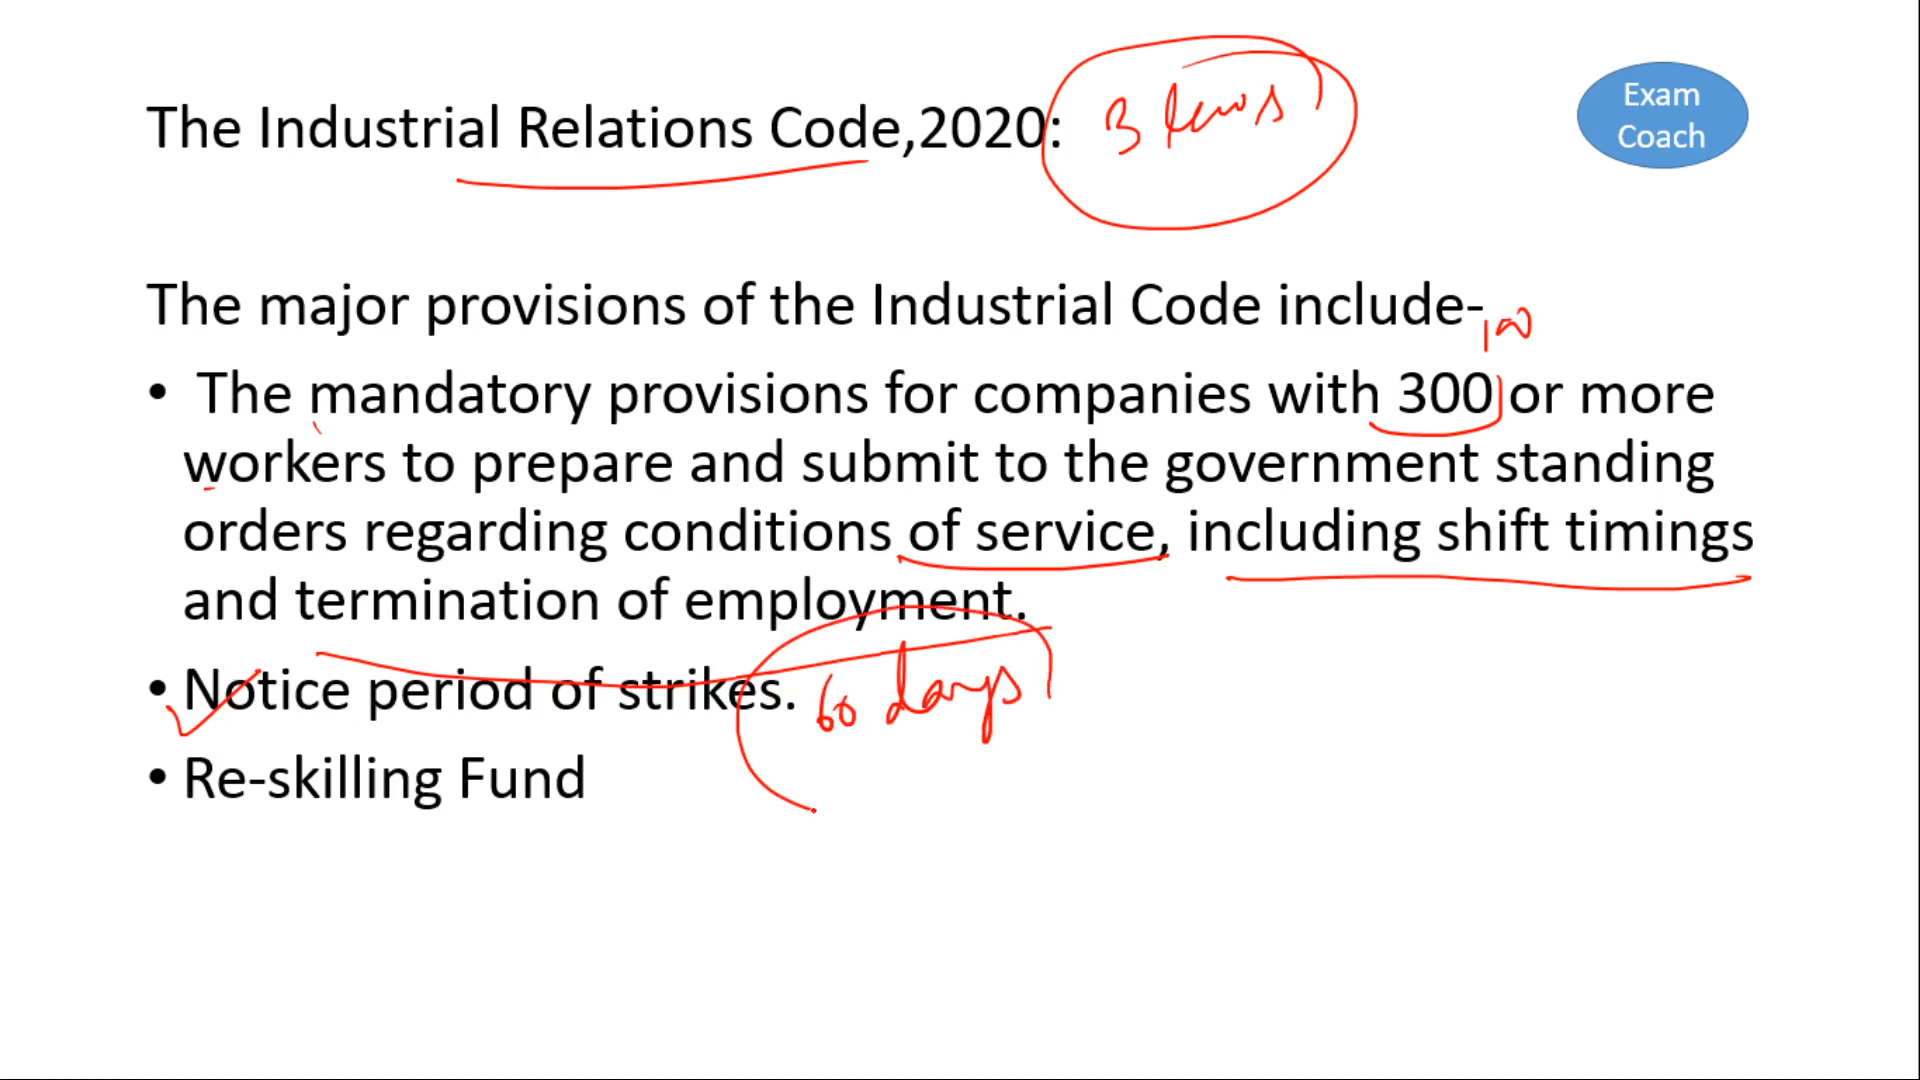 The Industrial Relations Code,2020: 3 laws
Exam
Coach
The major provisions of the Industrial Code include-
100
• The mandatory provisions for companies with 300 or more
workers to prepare and submit to the government standing
orders regarding conditions of service, including shift timings
and termination of employment.
• Notice period of strikes. 60 days
• Re-skilling Fund